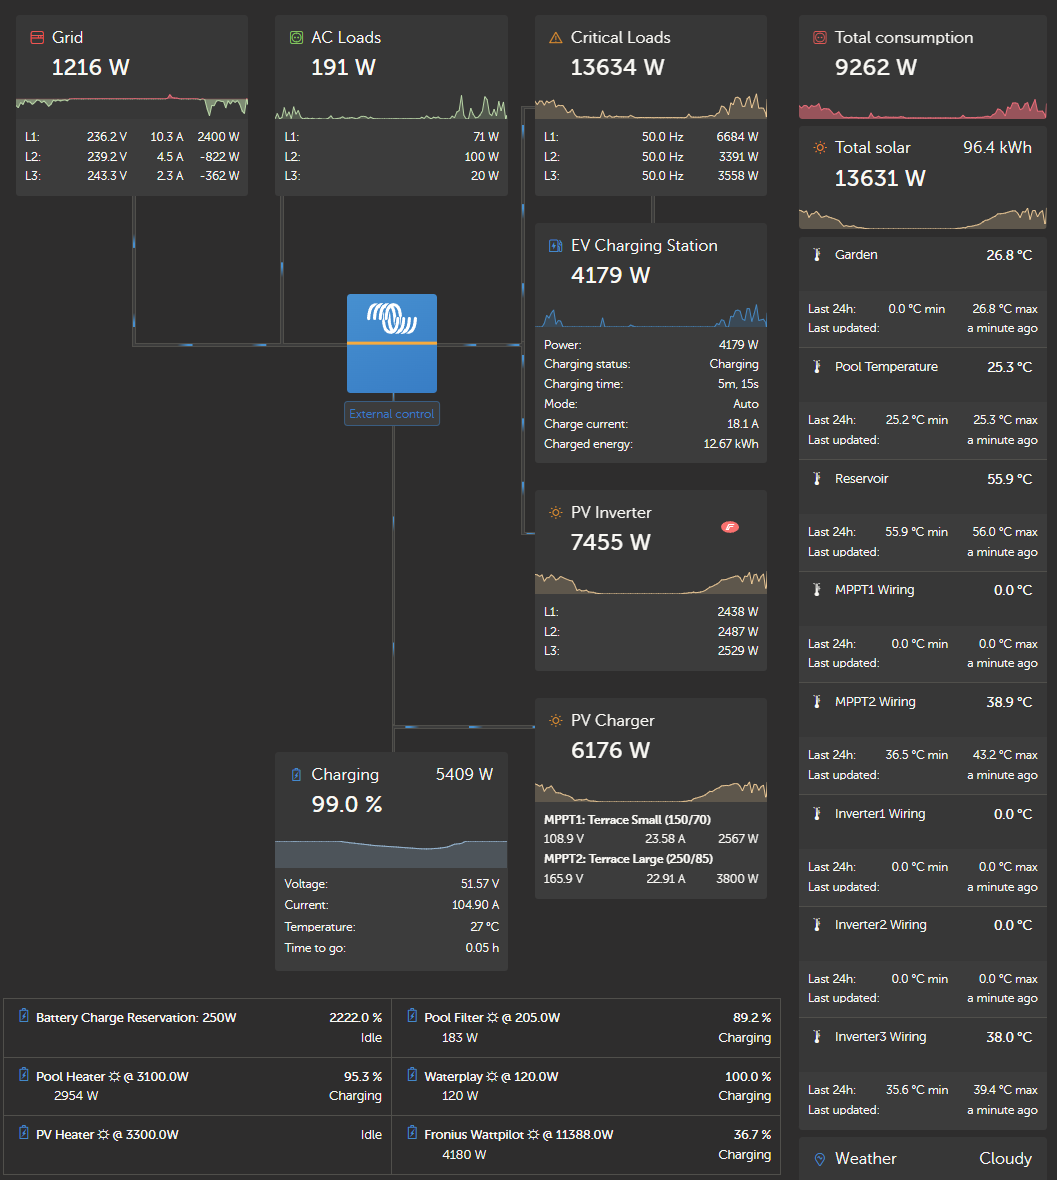 Grid
1216 W
L1: 236.2 V 10.3 A 2400 W
L2: 239.2 V 4.5 A -822 W
L3: 243.3 V 2.3 A -362 W
AC Loads
191 W
L1: 71 W
L2: 100 W
L3: 20 W
Critical Loads
13634 W
L1: 50.0 Hz 6684 W
L2: 50.0 Hz 3391 W
L3: 50.0 Hz 3558 W
EV Charging Station
4179 W
Power: 4179 W
Charging status: Charging
Charging time: 5m, 15s
Mode: Auto
Charge current: 18.1 A
Charged energy: 12.67 kWh
External control
PV Inverter
7455 W
L1: 2438 W
L2: 2487 W
L3: 2529 W
PV Charger
6176 W
MPPT1: Terrace Small (150/70)
108.9 V 23.58 A 2567 W
MPPT2: Terrace Large (250/85)
165.9 V 22.91 A 3800 W
Charging 5409 W
99.0 %
Voltage: 51.57 V
Current: 104.90 A
Temperature: 27 °C
Time to go: 0.05 h
Battery Charge Reservation: 250W 2222.0 %
Idle
Pool Filter @ 205.0W 89.2 %
183 W Charging
Pool Heater @ 3100.0W 95.3 %
2954 W Charging
Waterplay @ 120.0W 100.0 %
120 W Charging
PV Heater @ 3300.0W Idle
Fronius Wattpilot @ 11388.0W 36.7 %
4180 W Charging
Total consumption
9262 W
Total solar 96.4 kWh
13631 W
Garden 26.8 °C
Last 24h: 0.0 °C min 26.8 °C max
Last updated: a minute ago
Pool Temperature 25.3 °C
Last 24h: 25.2 °C min 25.3 °C max
Last updated: a minute ago
Reservoir 55.9 °C
Last 24h: 55.9 °C min 56.0 °C max
Last updated: a minute ago
MPPT1 Wiring 0.0 °C
Last 24h: 0.0 °C min 0.0 °C max
Last updated: a minute ago
MPPT2 Wiring 38.9 °C
Last 24h: 36.5 °C min 43.2 °C max
Last updated: a minute ago
Inverter1 Wiring 0.0 °C
Last 24h: 0.0 °C min 0.0 °C max
Last updated: a minute ago
Inverter2 Wiring 0.0 °C
Last 24h: 0.0 °C min 0.0 °C max
Last updated: a minute ago
Inverter3 Wiring 38.0 °C
Last 24h: 35.6 °C min 39.4 °C max
Last updated: a minute ago
Weather Cloudy